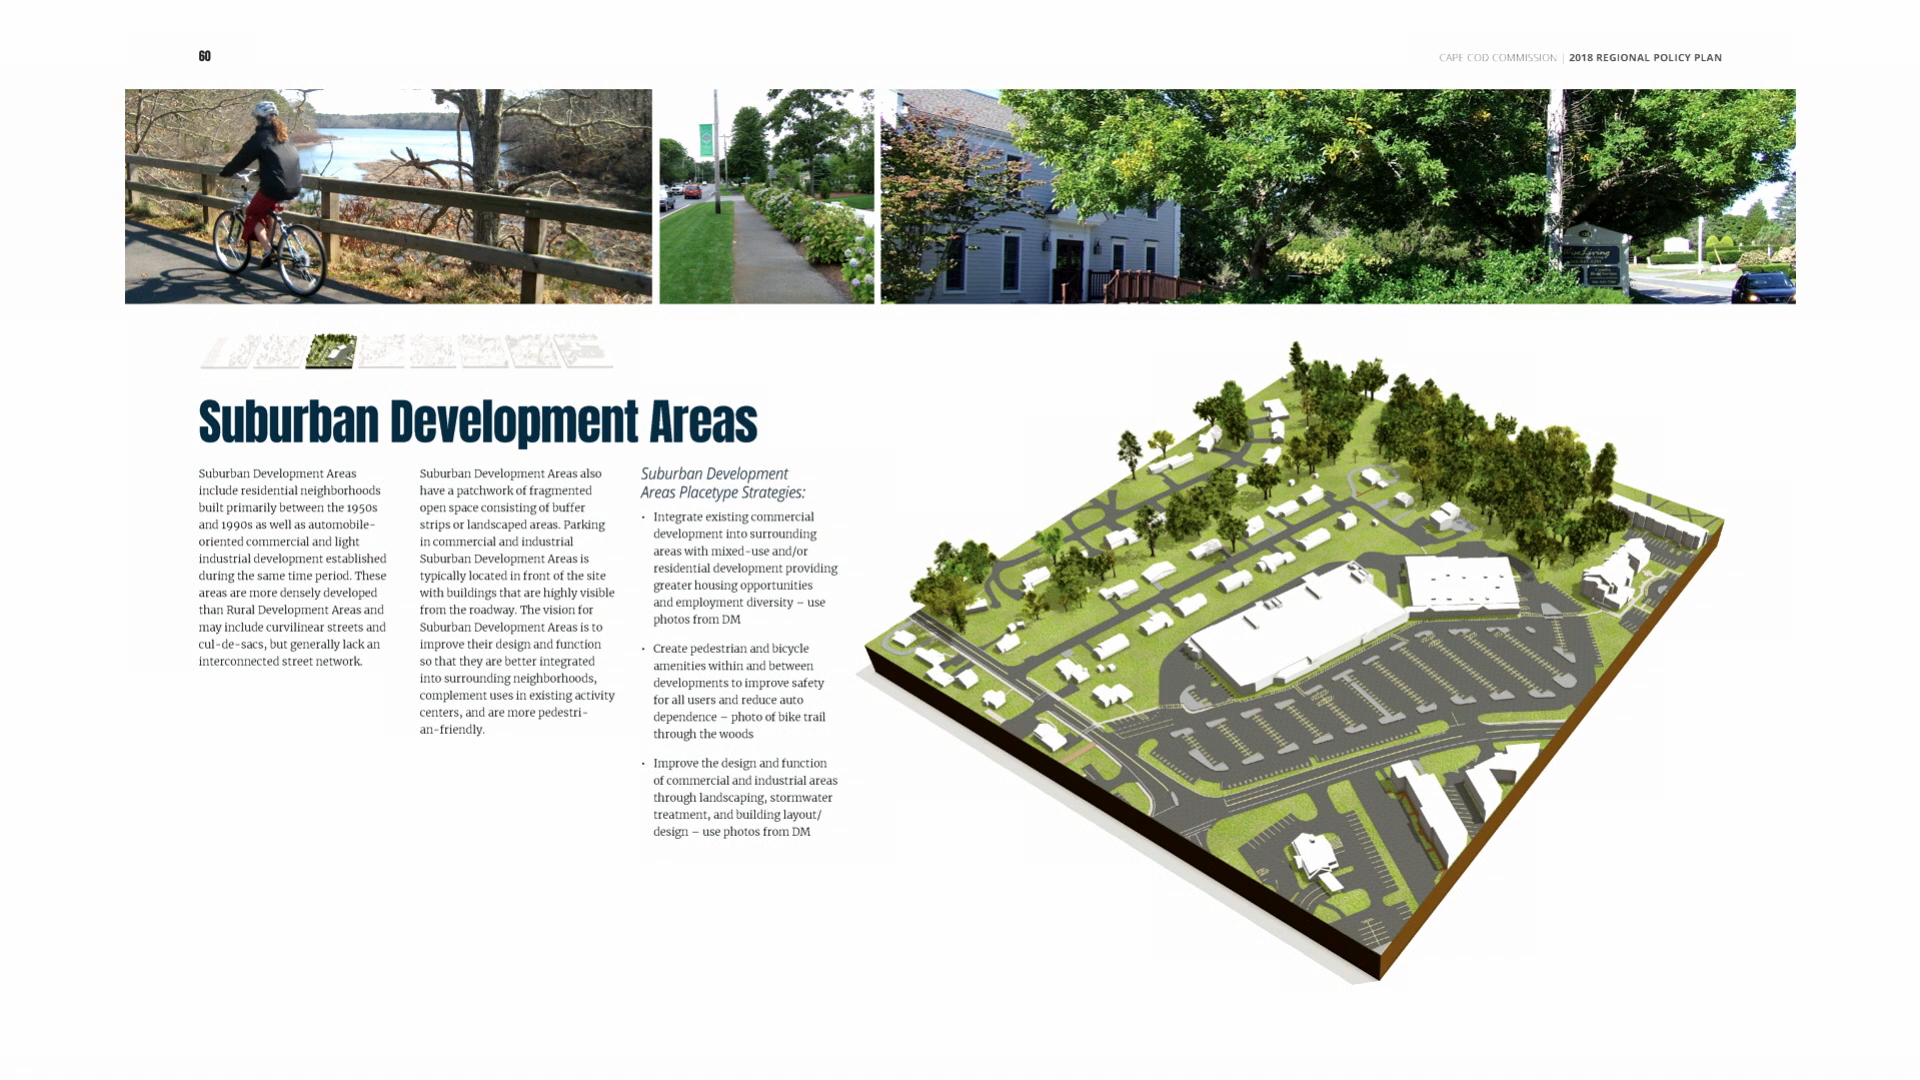 60
CAPE COD COMMISSION | 2018 REGIONAL POLICY PLAN
Suburban Development Areas
Suburban Development Areas
include residential neighborhoods
built primarily between the 1950s
and 1990s as well as automobile-
oriented commercial and light
industrial development established
during the same time period. These
areas are more densely developed
than Rural Development Areas and
may include curvilinear streets and
cul-de-sacs, but generally lack an
interconnected street network.
Suburban Development Areas also
have a patchwork of fragmented
open space consisting of buffer
strips or landscaped areas. Parking
in commercial and industrial
Suburban Development Areas is
typically located in front of the site
with buildings that are highly visible
from the roadway. The vision for
Suburban Development Areas is to
improve their design and function
so that they are better integrated
into surrounding neighborhoods,
complement uses in existing activity
centers, and are more pedestri-
an-friendly.
Suburban Development
Areas Placetype Strategies:
• Integrate existing commercial
development into surrounding
areas with mixed-use and/or
residential development providing
greater housing opportunities
and employment diversity – use
photos from DM
• Create pedestrian and bicycle
amenities within and between
developments to improve safety
for all users and reduce auto
dependence – photo of bike trail
through the woods
• Improve the design and function
of commercial and industrial areas
through landscaping, stormwater
treatment, and building layout/
design – use photos from DM